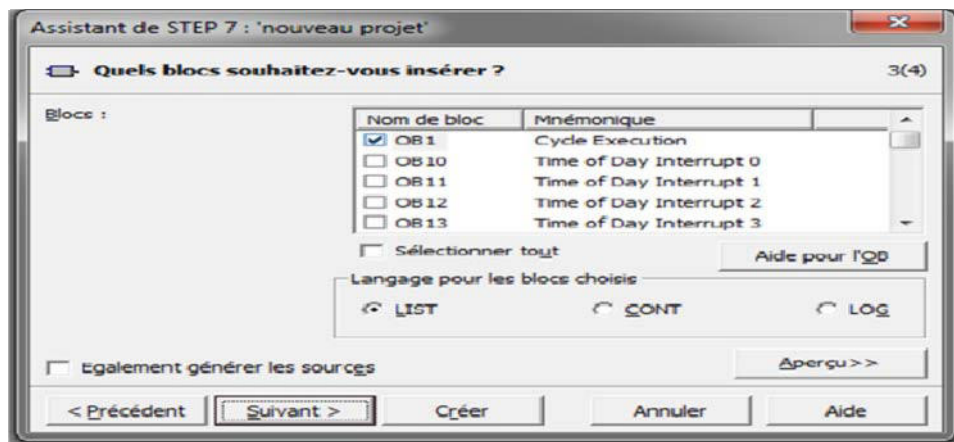 Assistant de STEP 7 : 'nouveau projet'
Quels blocs souhaitez-vous insérer ? 3(4)
Blocs :
Nom de bloc Mnémonique
OB1 Cycle Execution
OB10 Time of Day Interrupt 0
OB11 Time of Day Interrupt 1
OB12 Time of Day Interrupt 2
OB13 Time of Day Interrupt 3
Sélectionner tout
Aide pour l'OB
Langage pour les blocs choisis
LIST CONT LOG
Egalement générer les sources
Aperçu>>
< Précédent Suivant > Créer Annuler Aide